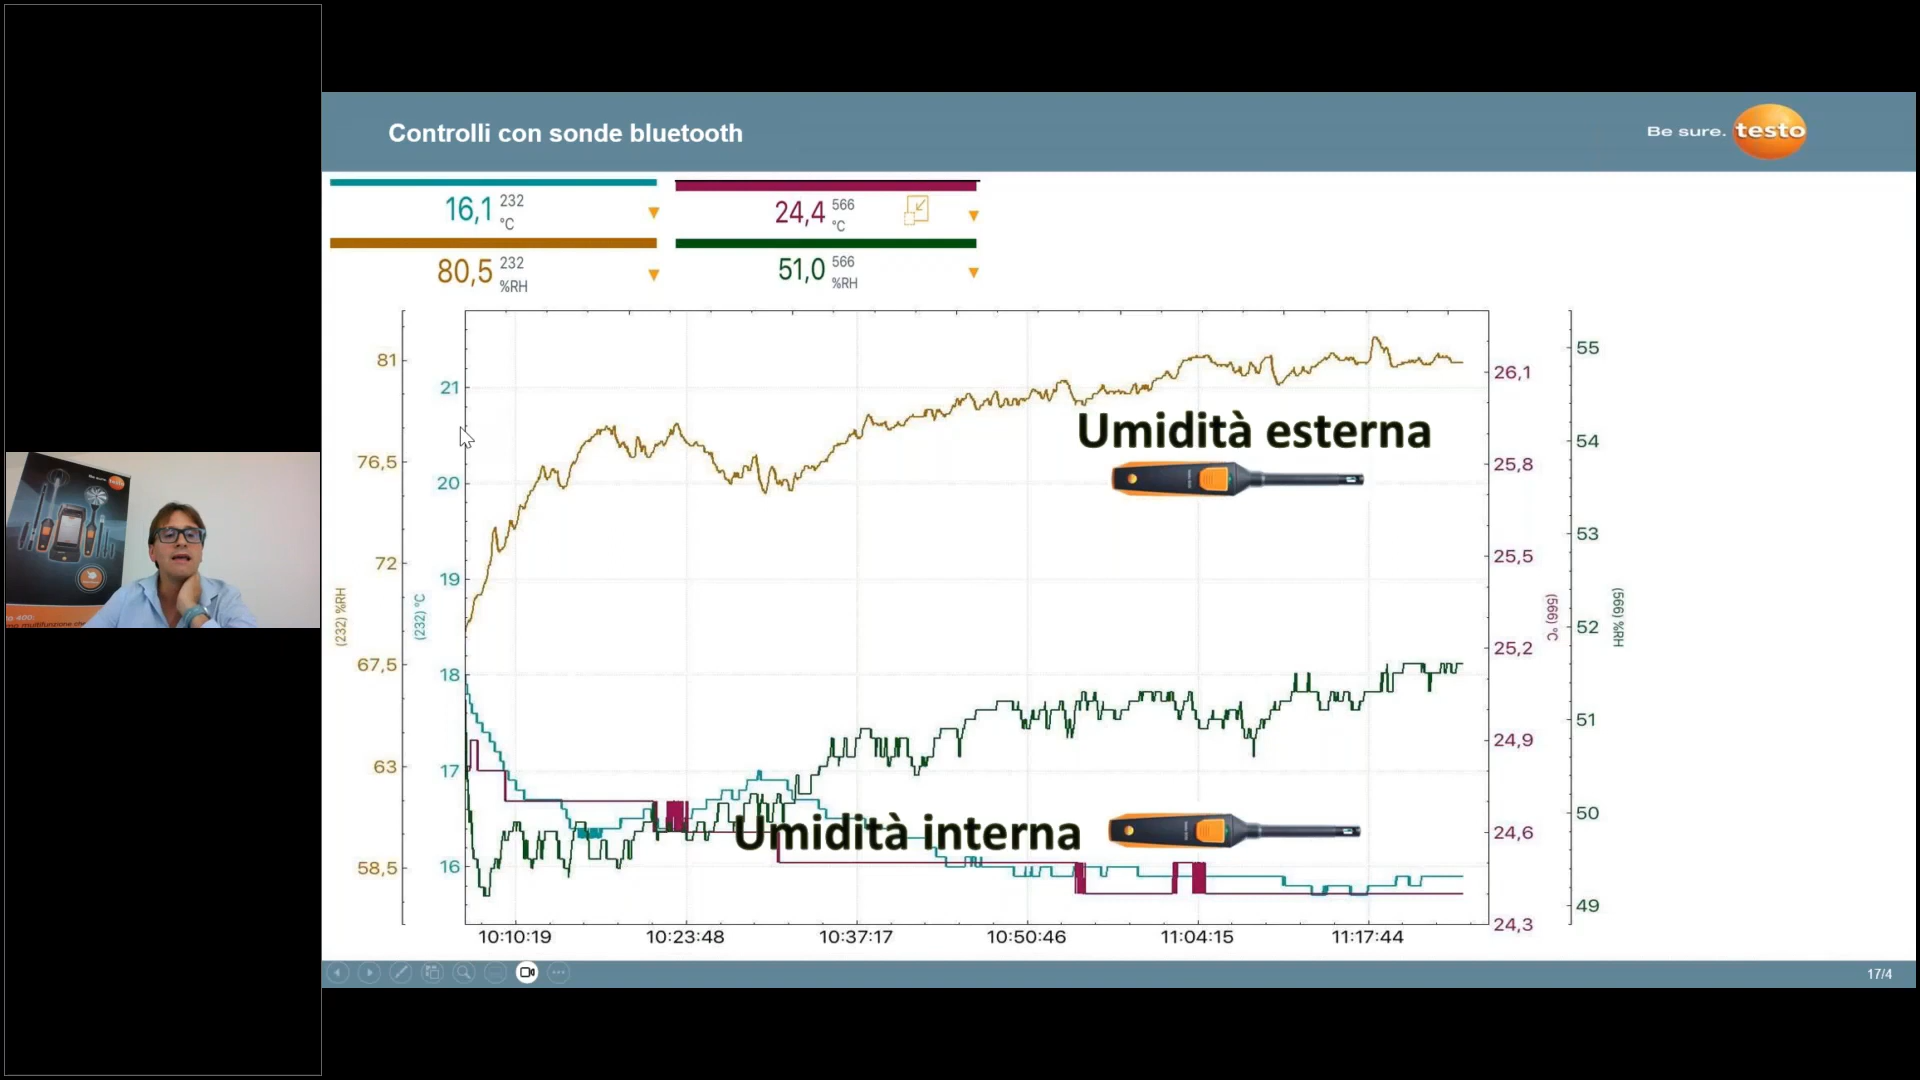 Controlli con sonde bluetooth
Be sure. testo
16,1 232 °C
24,4 566 °C
80,5 232 %RH
51,0 566 %RH
81
76,5
72
67,5
63
58,5
(232) %RH
21
20
19
18
17
16
(232) °C
Umidità esterna
Umidità interna
26,1
25,8
25,5
25,2
24,9
24,6
24,3
(566) °C
55
54
53
52
51
50
49
(566) %RH
10:10:19 10:23:48 10:37:17 10:50:46 11:04:15 11:17:44
17/4